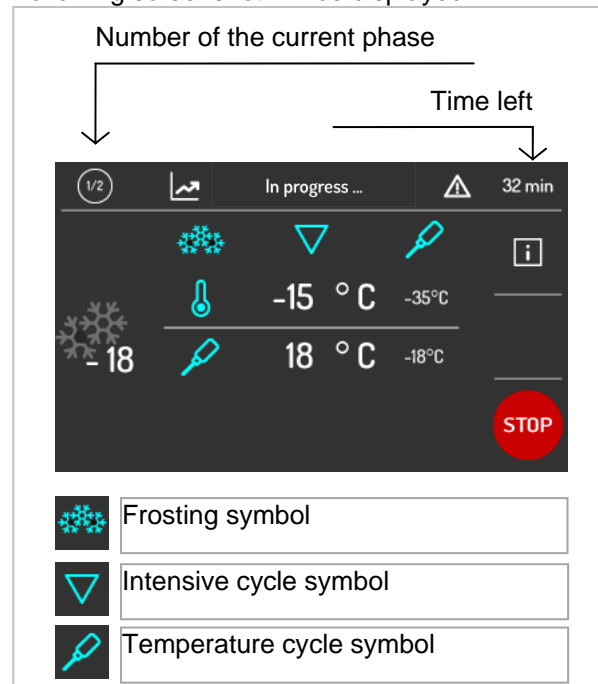 Number of the current phase
Time left
1/2 In progress ... 32 min
i
-15 °C -35°C
- 18 18 °C -18°C
STOP
Frosting symbol
Intensive cycle symbol
Temperature cycle symbol